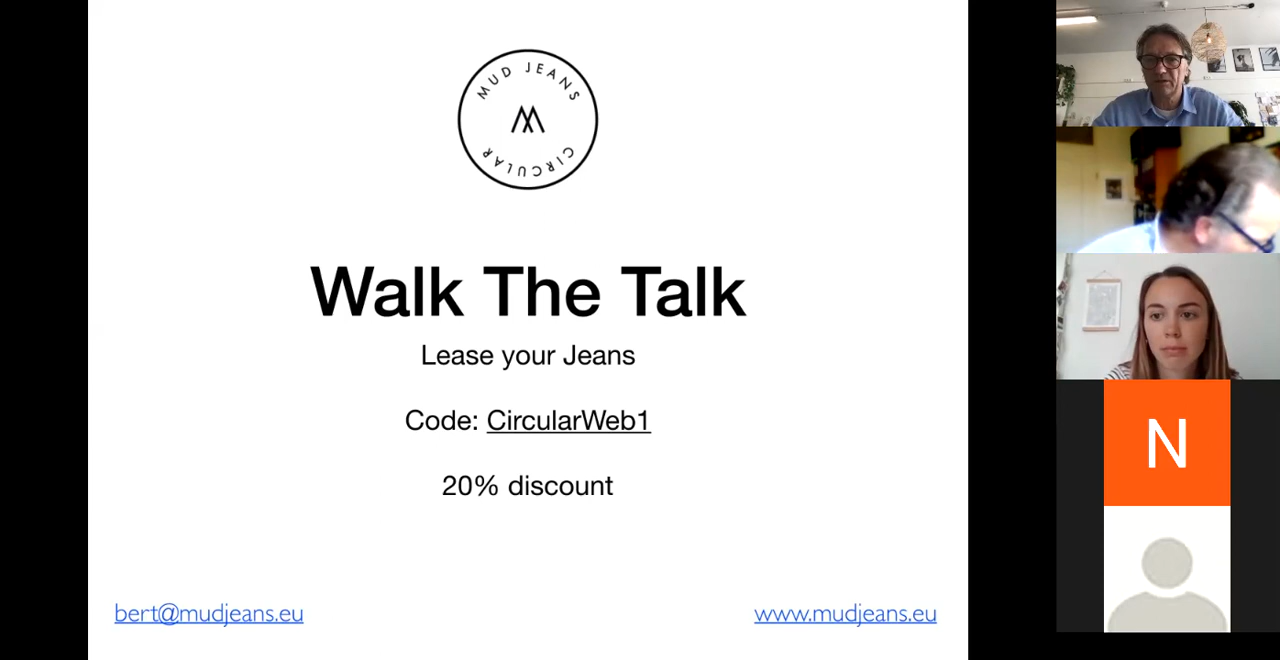 MUD JEANS
CIRCULAR
Walk The Talk
Lease your Jeans
Code: CircularWeb1
20% discount
bert@mudjeans.eu
www.mudjeans.eu
N